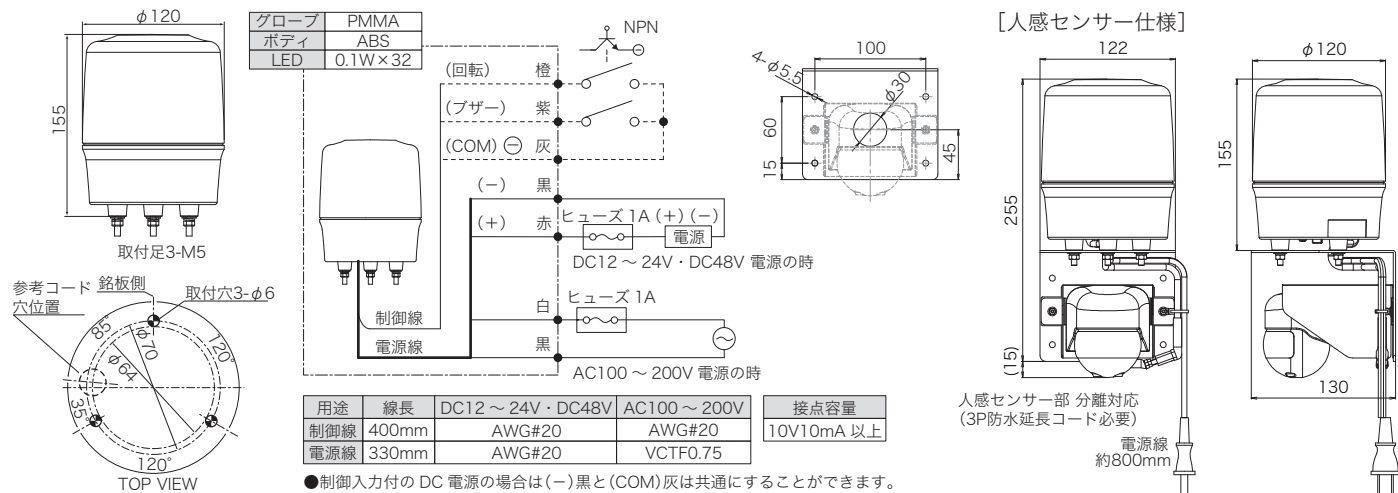 φ120
155
取付足3-M5
グローブ PMMA
ボディ ABS
LED 0.1W×32
NPN
(回転) 橙
(ブザー) 紫
(COM) ⊖ 灰
(−) 黒
(+) 赤
ヒューズ 1A (+) (−)
電源
DC12 ~ 24V・DC48V 電源の時
白 ヒューズ 1A
黒
AC100 ~ 200V 電源の時
制御線
電源線
参考コード
穴位置
銘板側
取付穴3-φ6
85°
φ70
120°
φ64
35°
120°
TOP VIEW
用途 線長 DC12 ~ 24V・DC48V AC100 ~ 200V
制御線 400mm AWG#20 AWG#20
電源線 330mm AWG#20 VCTF0.75
接点容量
10V10mA 以上
●制御入力付の DC 電源の場合は(−)黒と(COM)灰は共通にすることができます。
100
4-φ5.5
φ30
60
15
45
[人感センサー仕様]
122
φ120
255
155
(15)
130
人感センサー部 分離対応
(3P防水延長コード必要)
電源線
約800mm